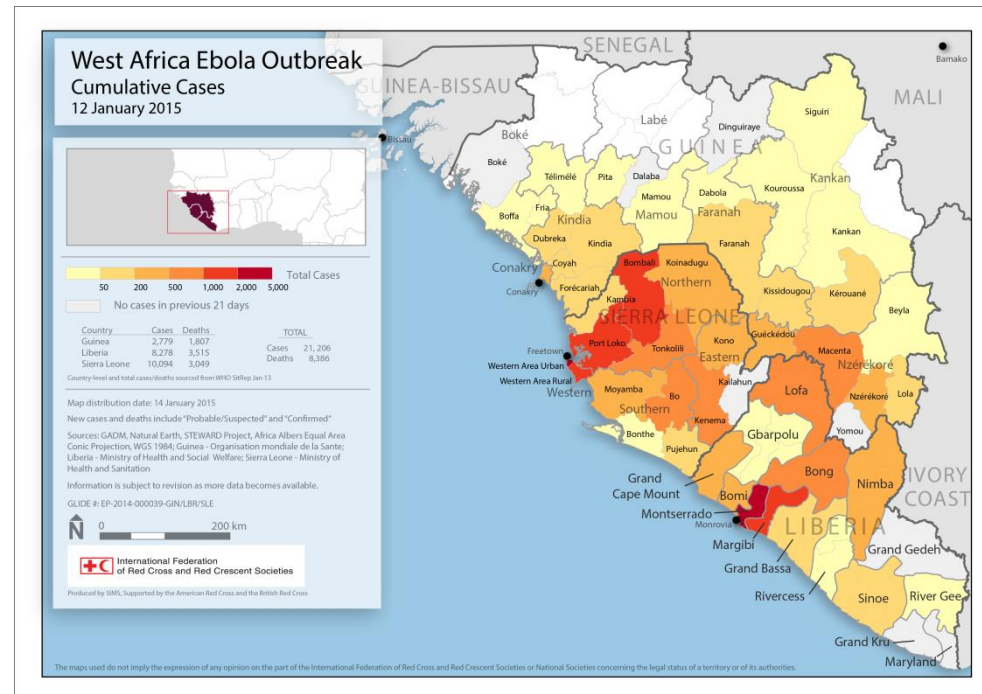 West Africa Ebola Outbreak
Cumulative Cases
12 January 2015
Total Cases
50 200 500 1,000 2,000 5,000
No cases in previous 21 days
Country Cases Deaths
Guinea 2,779 1,807
Liberia 8,278 3,515
Sierra Leone 10,094 3,049
TOTAL
Cases 21, 206
Deaths 8,386
Country-level and total cases/deaths sourced from WHO SitRep Jan 13
Map distribution date: 14 January 2015
New cases and deaths include "Probable/Suspected" and "Confirmed"
Sources: GADM, Natural Earth, STEWARD Project, Africa Albers Equal Area
Conic Projection, WGS 1984; Guinea - Organisation mondiale de la Sante;
Liberia - Ministry of Health and Social Welfare; Sierra Leone - Ministry of
Health and Sanitation
Information is subject to revision as more data becomes available.
GLIDE #: EP-2014-000039-GIN/LBR/SLE
N
0 200 km
International Federation
of Red Cross and Red Crescent Societies
Produced by SIMS, Supported by the American Red Cross and the British Red Cross
SENEGAL
GUINEA-BISSAU
Bamako
MALI
Bissau
Siguiri
Labé
Dinguiraye
Boké
GUINEA
Boké
Télimélé
Pita
Dalaba
Kankan
Mamou
Dabola
Kouroussa
Fria
Boffa
Kindia
Mamou
Faranah
Kankan
Dubreka
Kindia
Faranah
Coyah
Conakry
Conakry
Forécariah
Bombali
Koinadugu
Northern
Kissidougou
Kérouané
Kambia
Beyla
SIERRA LEONE
Port Loko
Tonkolili
Kono
Guéckédou
Macenta
Eastern
Freetown
Western Area Urban
Western Area Rural
Western
Nzérékoré
Kailahun
Lofa
Moyamba
Bo
Nzérékoré
Lola
Southern
Kenema
Yomou
Bonthe
Pujehun
Gbarpolu
Grand
Cape Mount
Bong
Nimba
IVORY
COAST
Bomi
Montserrado
Monrovia
LIBERIA
Margibi
Grand Gedeh
Grand Bassa
Rivercess
Sinoe
River Gee
Grand Kru
Maryland
The maps used do not imply the expression of any opinion on the part of the International Federation of Red Cross and Red Crescent Societies or National Societies concerning the legal status of a territory or of its authorities.